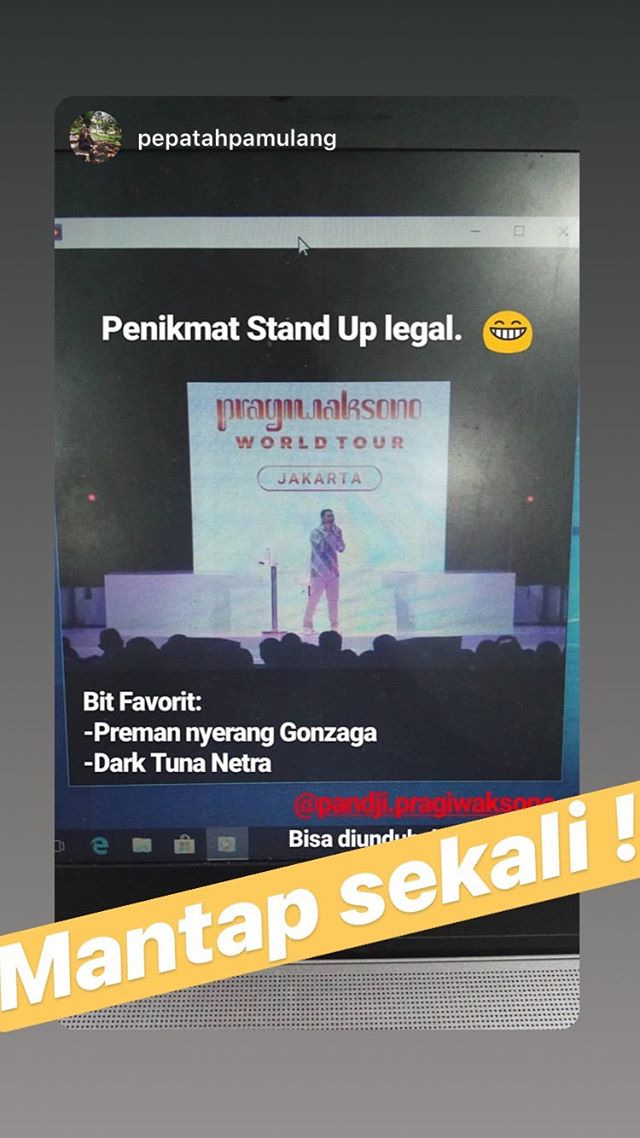 pepatahpamulang
Penikmat Stand Up legal.
pragiwaksono
WORLD TOUR
JAKARTA
Bit Favorit:
-Preman nyerang Gonzaga
-Dark Tuna Netra
@pandji.pragiwaksono
Bisa diunduh
Mantap sekali !